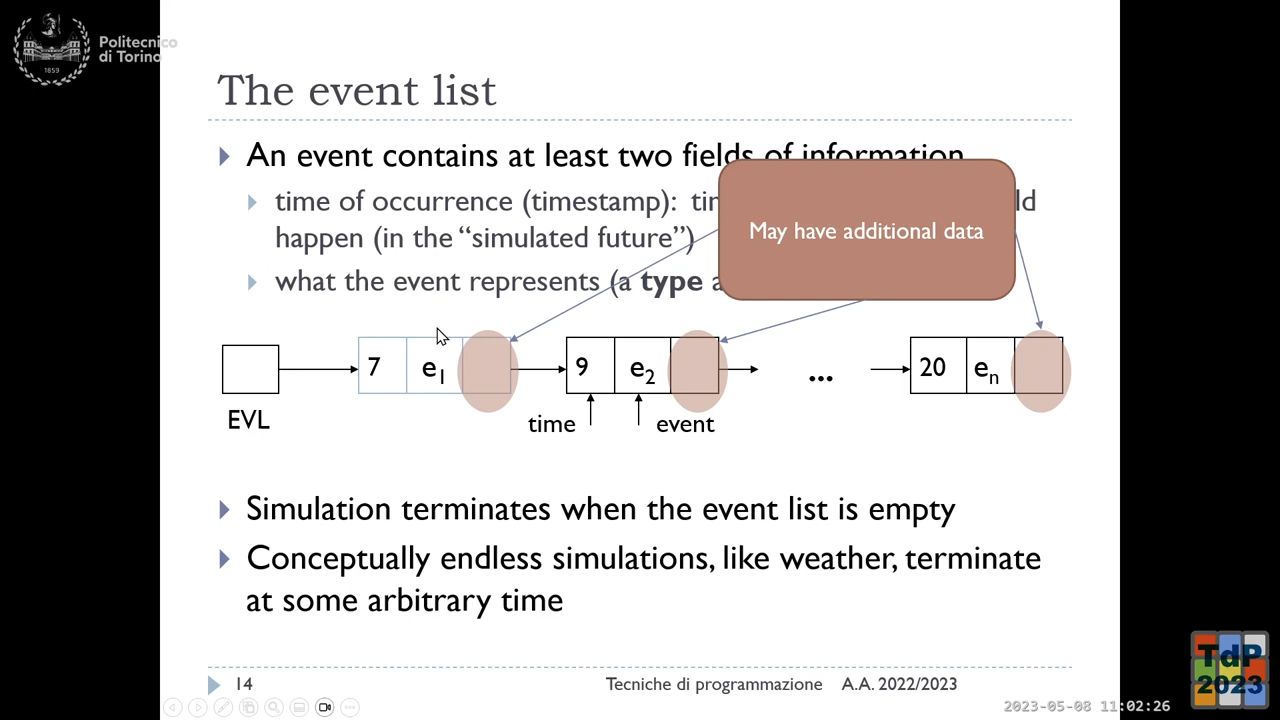 Politecnico
di Torino
1859
The event list
An event contains at least two fields of information
time of occurrence (timestamp): ld
happen (in the “simulated future”)
what the event represents (a type
May have additional data
7 e1 9 e2 ... 20 en
EVL
time event
Simulation terminates when the event list is empty
Conceptually endless simulations, like weather, terminate
at some arbitrary time
14 Tecniche di programmazione A.A. 2022/2023
TdP
2023
2023-05-08 11:02:26